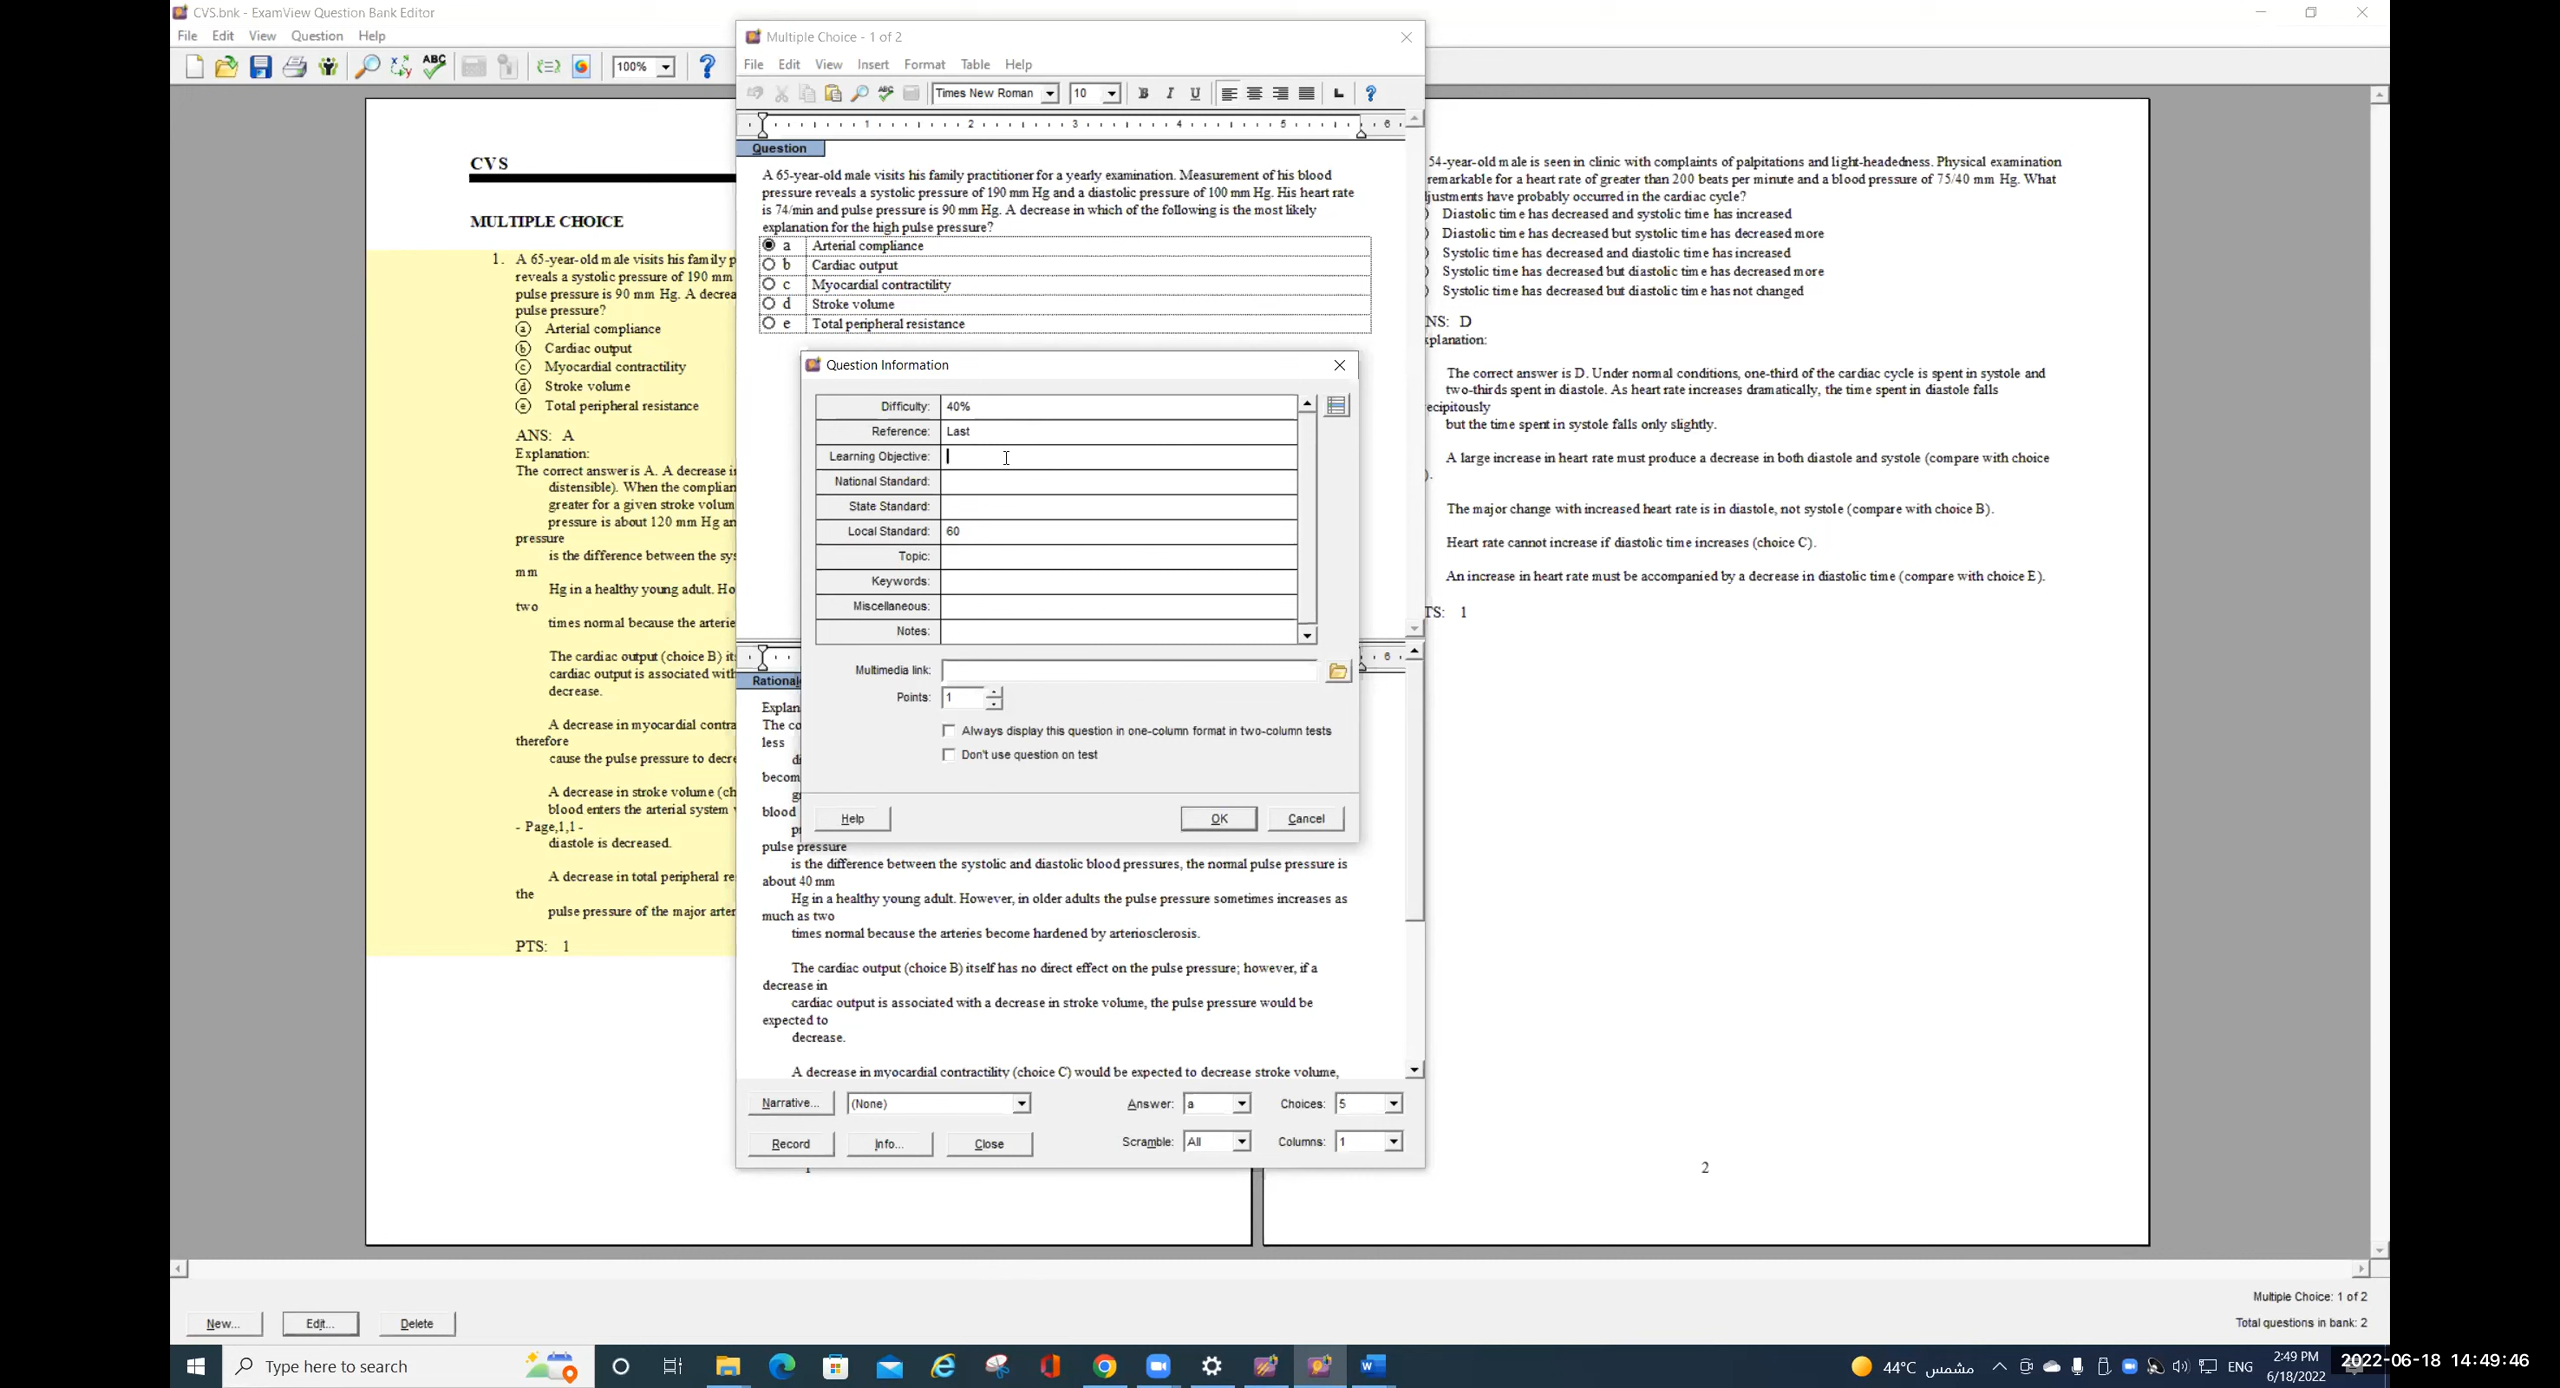 CVS.bnk - ExamView Question Bank Editor
File Edit View Question Help
100%
CVS
MULTIPLE CHOICE
1. A 65-year-old male visits his family p
reveals a systolic pressure of 190 mm
pulse pressure is 90 mm Hg. A decrea
pulse pressure?
a Arterial compliance
b Cardiac output
c Myocardial contractility
d Stroke volume
e Total peripheral resistance
ANS: A
Explanation:
The correct answer is A. A decrease i
distensible). When the complian
greater for a given stroke volum
pressure is about 120 mm Hg an
pressure
is the difference between the sys
mm
Hg in a healthy young adult. Ho
two
times normal because the arterie
The cardiac output (choice B) it
cardiac output is associated with
decrease.
A decrease in myocardial contra
therefore
cause the pulse pressure to decre
A decrease in stroke volume (ch
blood enters the arterial system
- Page,1,1 -
diastole is decreased.
A decrease in total peripheral re
the
pulse pressure of the major arter
PTS: 1
1
Multiple Choice - 1 of 2
File Edit View Insert Format Table Help
Times New Roman 10 B I U
1 2 3 4 5 6
Question
A 65-year-old male visits his family practitioner for a yearly examination. Measurement of his blood
pressure reveals a systolic pressure of 190 mm Hg and a diastolic pressure of 100 mm Hg. His heart rate
is 74/min and pulse pressure is 90 mm Hg. A decrease in which of the following is the most likely
explanation for the high pulse pressure?
a Arterial compliance
b Cardiac output
c Myocardial contractility
d Stroke volume
e Total peripheral resistance
Question Information
Difficulty: 40%
Reference: Last
Learning Objective:
National Standard:
State Standard:
Local Standard: 60
Topic:
Keywords:
Miscellaneous:
Notes:
Multimedia link:
Points: 1
Always display this question in one-column format in two-column tests
Don't use question on test
Help OK Cancel
6
Rationale
Explan
The co
less
di
becom
g
blood
p
pulse pressure
is the difference between the systolic and diastolic blood pressures, the normal pulse pressure is
about 40 mm
Hg in a healthy young adult. However, in older adults the pulse pressure sometimes increases as
much as two
times normal because the arteries become hardened by arteriosclerosis.
The cardiac output (choice B) itself has no direct effect on the pulse pressure; however, if a
decrease in
cardiac output is associated with a decrease in stroke volume, the pulse pressure would be
expected to
decrease.
A decrease in myocardial contractility (choice C) would be expected to decrease stroke volume,
Narrative... (None) Answer: a Choices: 5
Record Info... Close Scramble: All Columns: 1
54-year-old male is seen in clinic with complaints of palpitations and light-headedness. Physical examination
remarkable for a heart rate of greater than 200 beats per minute and a blood pressure of 75/40 mm Hg. What
justments have probably occurred in the cardiac cycle?
) Diastolic time has decreased and systolic time has increased
) Diastolic time has decreased but systolic time has decreased more
) Systolic time has decreased and diastolic time has increased
) Systolic time has decreased but diastolic time has decreased more
) Systolic time has decreased but diastolic time has not changed
NS: D
xplanation:
The correct answer is D. Under normal conditions, one-third of the cardiac cycle is spent in systole and
two-thirds spent in diastole. As heart rate increases dramatically, the time spent in diastole falls
ecipitously
but the time spent in systole falls only slightly.
A large increase in heart rate must produce a decrease in both diastole and systole (compare with choice
).
The major change with increased heart rate is in diastole, not systole (compare with choice B).
Heart rate cannot increase if diastolic time increases (choice C).
An increase in heart rate must be accompanied by a decrease in diastolic time (compare with choice E).
TS: 1
2
Multiple Choice: 1 of 2
Total questions in bank: 2
New... Edit... Delete
Type here to search
44°C مشمس
ENG
2:49 PM
6/18/2022
2022-06-18 14:49:46